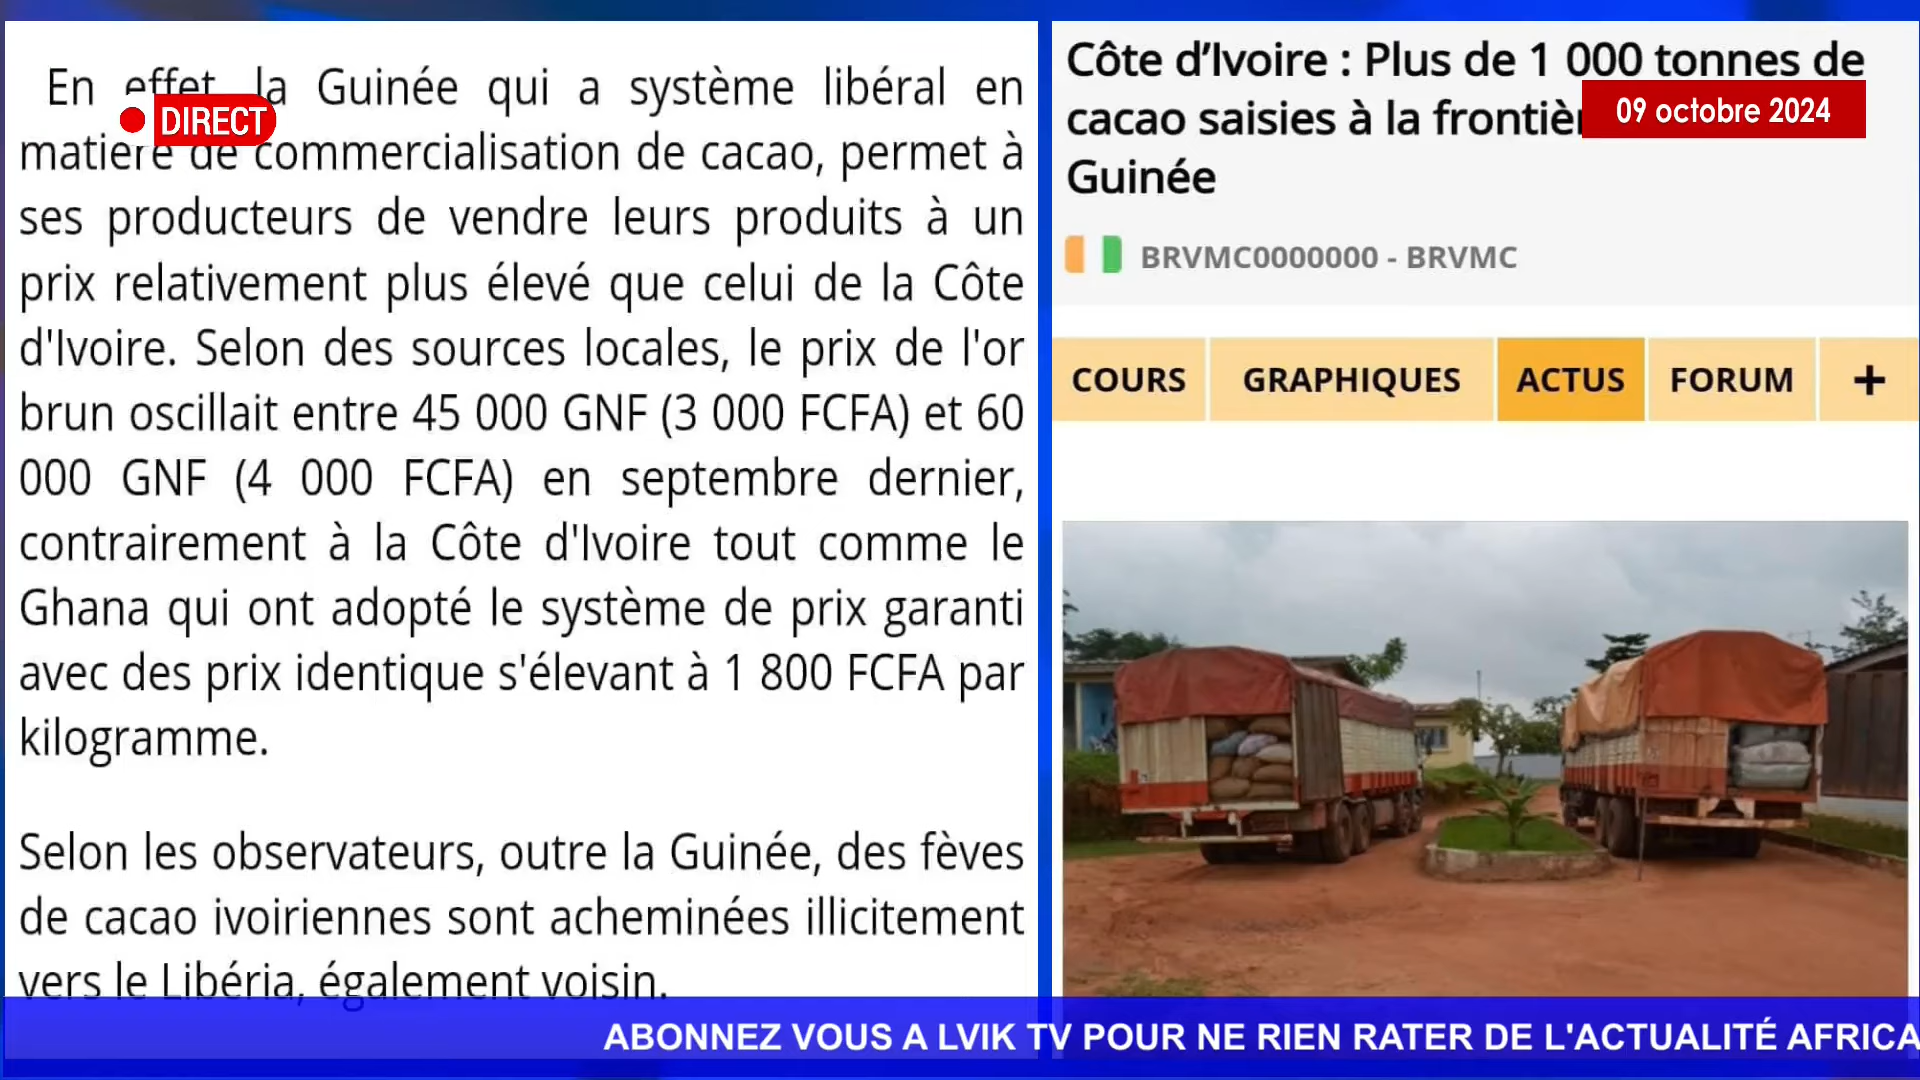 En effet, la Guinée qui a système libéral en
matière de commercialisation de cacao, permet à
ses producteurs de vendre leurs produits à un
prix relativement plus élevé que celui de la Côte
d'Ivoire. Selon des sources locales, le prix de l'or
brun oscillait entre 45 000 GNF (3 000 FCFA) et 60
000 GNF (4 000 FCFA) en septembre dernier,
contrairement à la Côte d'Ivoire tout comme le
Ghana qui ont adopté le système de prix garanti
avec des prix identique s'élevant à 1 800 FCFA par
kilogramme.
Selon les observateurs, outre la Guinée, des fèves
de cacao ivoiriennes sont acheminées illicitement
vers le Libéria, également voisin.
DIRECT
Côte d’Ivoire : Plus de 1 000 tonnes de
cacao saisies à la
Guinée
09 octobre 2024
BRVMC0000000 - BRVMC
COURS GRAPHIQUES ACTUS FORUM +
ABONNEZ VOUS A LVIK TV POUR NE RIEN RATER DE L'ACTUALITÉ